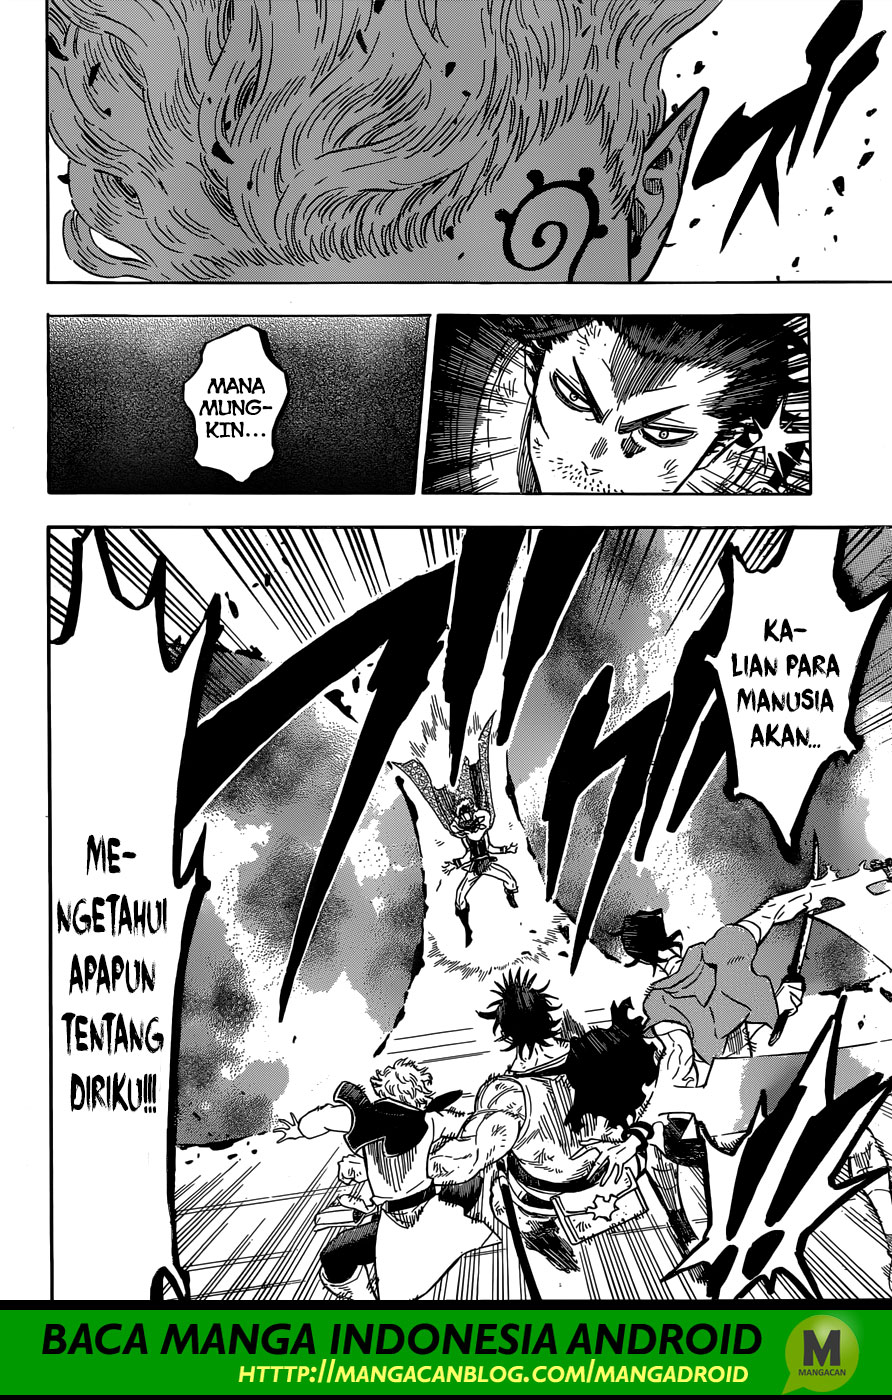 MANA
MUNG-
KIN...
KA-
LIAN PARA
MANUSIA
AKAN...
ME-
NGETAHUI
APAPUN
TENTANG
DIRIKU!!!
BACA MANGA INDONESIA ANDROID
HTTTP://MANGACANBLOG.COM/MANGADROID
M
MANGACAN